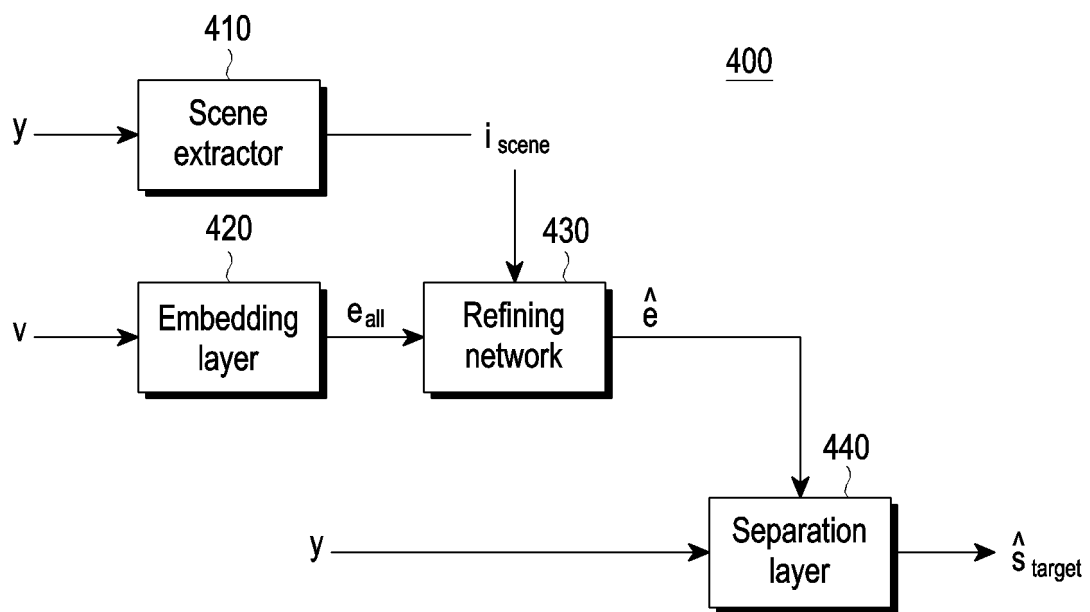 410
400
y
Scene
extractor
i scene
420
430
v
Embedding
layer
e all
Refining
network
ê
440
y
Separation
layer
ŝ target